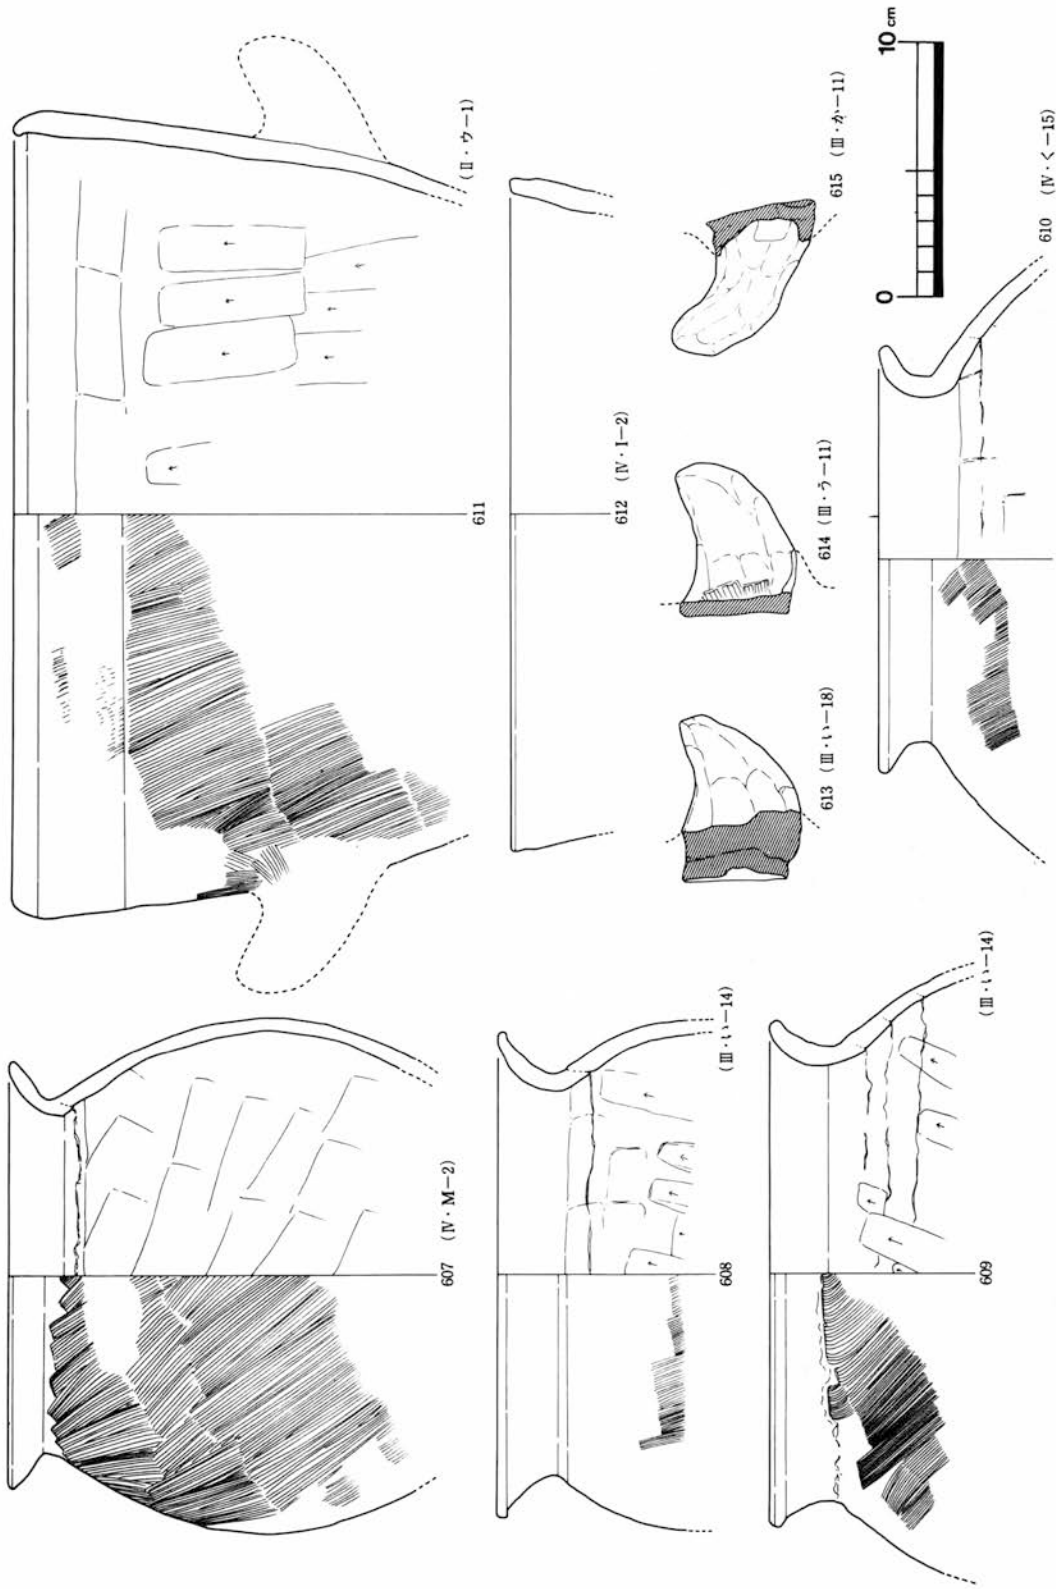 607 (Ⅳ・M—2)
608 (Ⅲ・い—14)
609 (Ⅲ・い—14)
611 (Ⅱ・ウ—1)
612 (Ⅳ・I—2)
613 (Ⅲ・い—18)
614 (Ⅲ・う—11)
615 (Ⅲ・か—11)
610 (Ⅳ・く—15)
0 10 cm